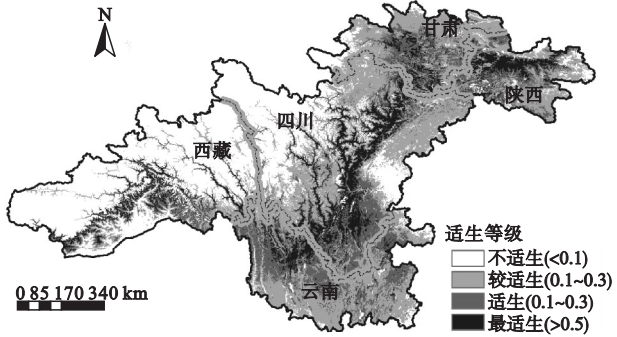 N
甘肃
陕西
四川
西藏
云南
适生等级
不适生(<0.1)
较适生(0.1~0.3)
适生(0.1~0.3)
最适生(>0.5)
0 85 170 340 km